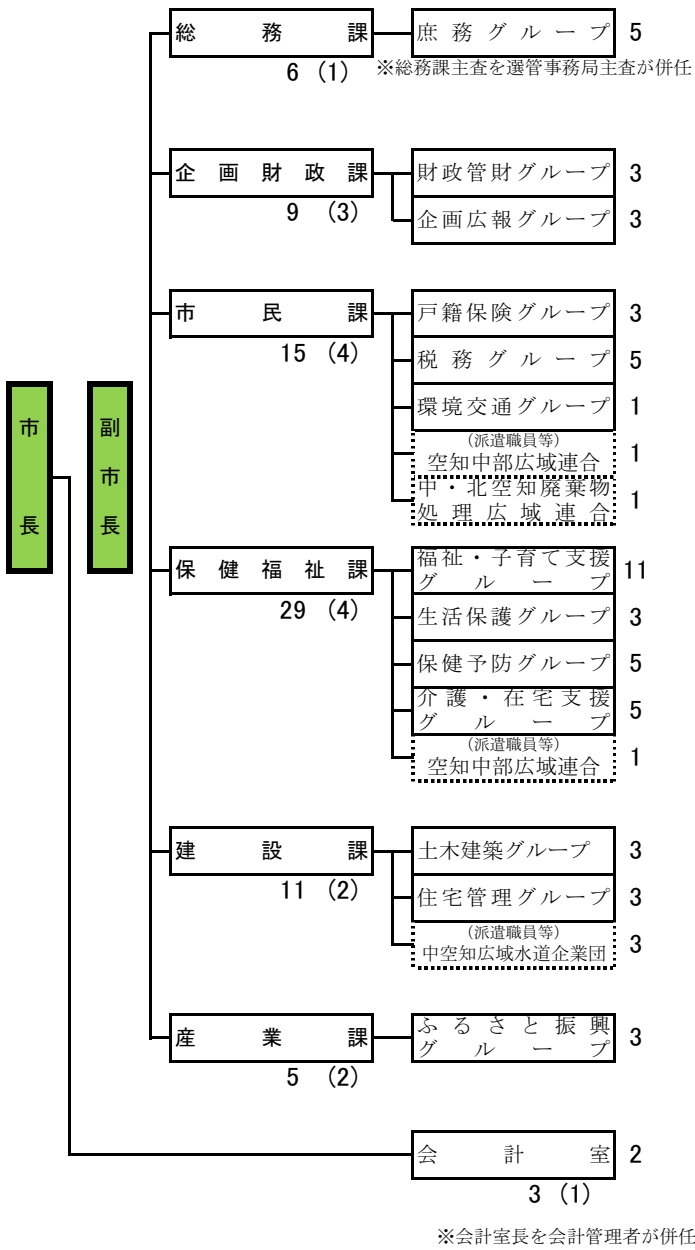 総務課
6 (1)
庶務グループ 5
※総務課主査を選管事務局主査が併任
企画財政課
9 (3)
財政管財グループ 3
企画広報グループ 3
市民課
15 (4)
戸籍保険グループ 3
税務グループ 5
環境交通グループ 1
(派遣職員等)
空知中部広域連合 1
中・北空知廃棄物
処理広域連合 1
市長
副市長
保健福祉課
29 (4)
福祉・子育て支援
グループ 11
生活保護グループ 3
保健予防グループ 5
介護・在宅支援
グループ 5
(派遣職員等)
空知中部広域連合 1
建設課
11 (2)
土木建築グループ 3
住宅管理グループ 3
(派遣職員等)
中空知広域水道企業団 3
産業課
5 (2)
ふるさと振興
グループ 3
会計室 2
3 (1)
※会計室長を会計管理者が併任